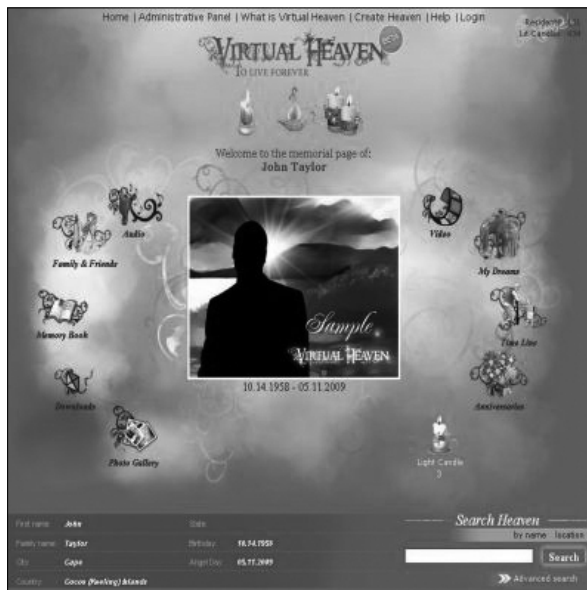 Home | Administrative Panel | What is Virtual Heaven | Create Heaven | Help | Login
VIRTUAL HEAVEN
TO LIVE FOREVER
Welcome to the memorial page of:
John Taylor
Audio
Video
Family & Friends
My Dreams
Sample
VIRTUAL HEAVEN
Memory Book
Time Line
10.14.1958 - 05.11.2009
Downloads
Anniversaries
Photo Gallery
Light Candle
3
Search Heaven
by name location
First name John State
Family name Taylor Birthday 10.14.1958
Search
City Cape Angel Day 05.11.2009
Country Cocos (Keeling) Islands
Advanced search